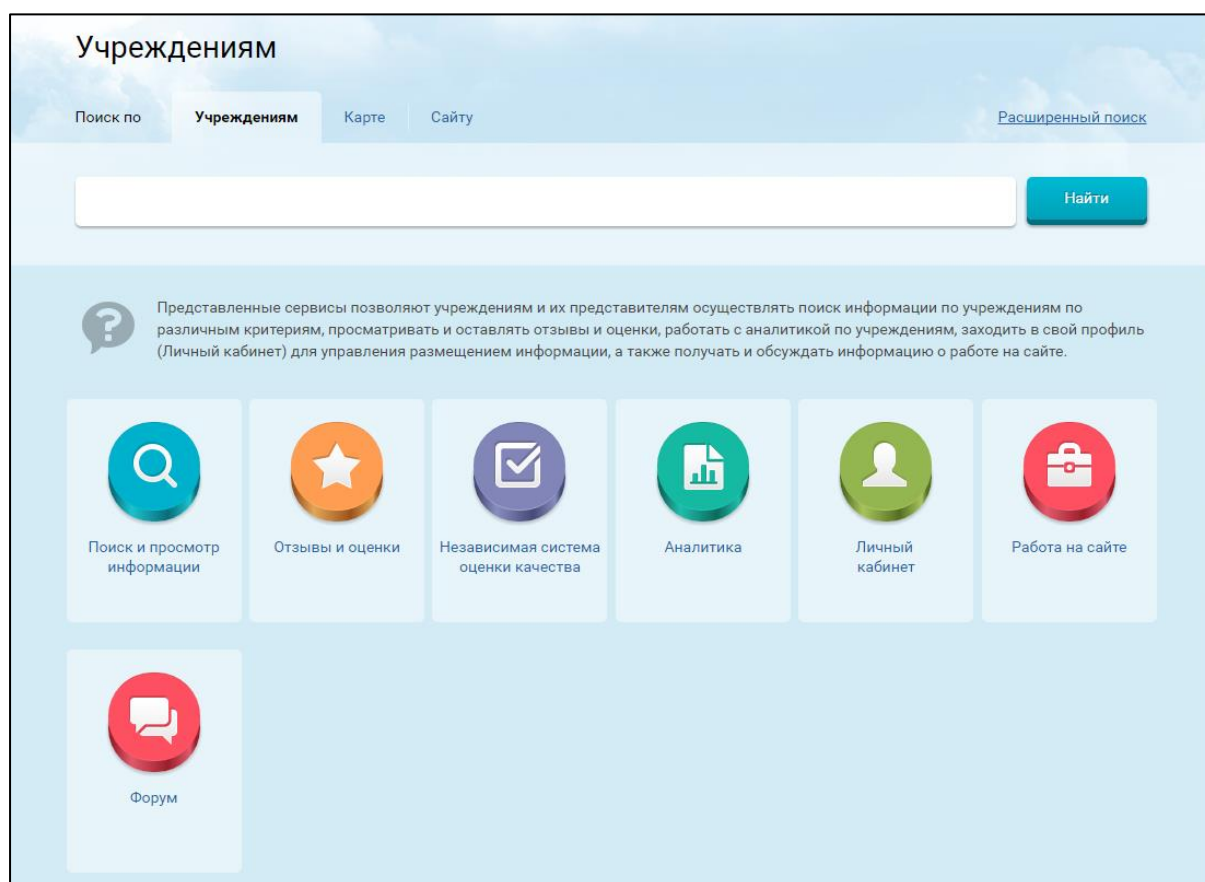 Учреждениям
Поиск по Учреждениям Карте Сайту Расширенный поиск
Найти
Представленные сервисы позволяют учреждениям и их представителям осуществлять поиск информации по учреждениям по
различным критериям, просматривать и оставлять отзывы и оценки, работать с аналитикой по учреждениям, заходить в свой профиль
(Личный кабинет) для управления размещением информации, а также получать и обсуждать информацию о работе на сайте.
Поиск и просмотр
информации
Отзывы и оценки
Независимая система
оценки качества
Аналитика
Личный
кабинет
Работа на сайте
Форум